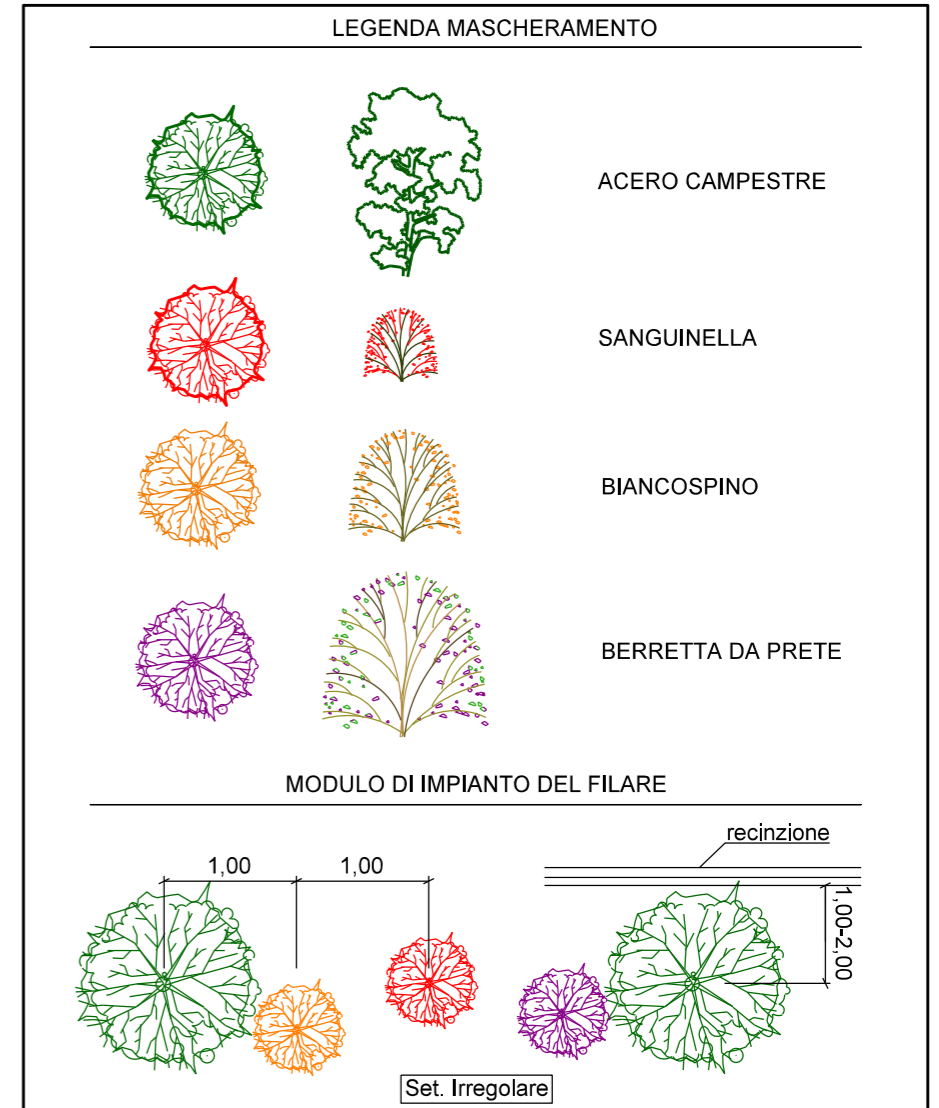 LEGENDA MASCHERAMENTO
ACERO CAMPESTRE
SANGUINELLA
BIANCOSPINO
BERRETTA DA PRETE
MODULO DI IMPIANTO DEL FILARE
recinzione
1,00 1,00
1,00-2,00
Set. Irregolare